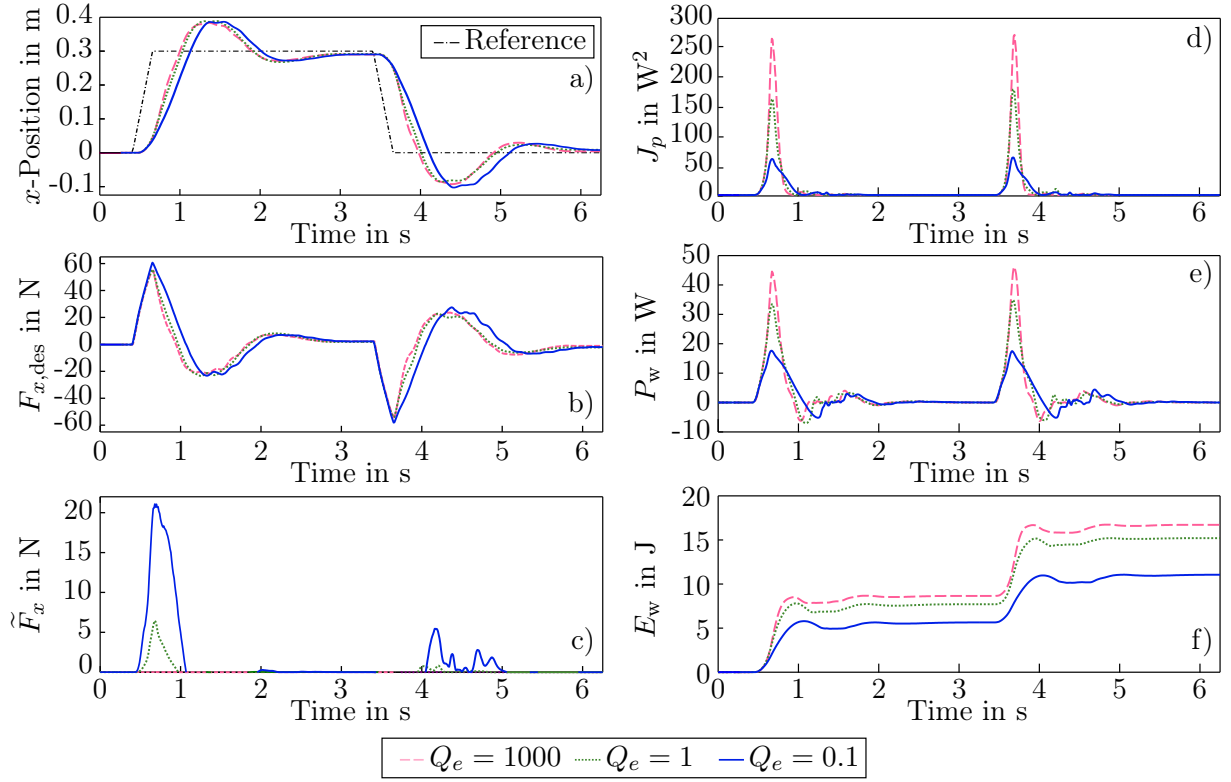 0.4
0.3
0.2
0.1
0
-0.1
x-Position in m
Reference
a)
0 1 2 3 4 5 6
Time in s
300
250
200
150
100
50
0
J_p in W²
d)
0 1 2 3 4 5 6
Time in s
60
40
20
0
-20
-40
-60
F_{x,des} in N
b)
0 1 2 3 4 5 6
Time in s
50
40
30
20
10
0
-10
P_w in W
e)
0 1 2 3 4 5 6
Time in s
20
15
10
5
0
F̃_x in N
c)
0 1 2 3 4 5 6
Time in s
20
15
10
5
0
E_w in J
f)
0 1 2 3 4 5 6
Time in s
Q_e = 1000 Q_e = 1 Q_e = 0.1